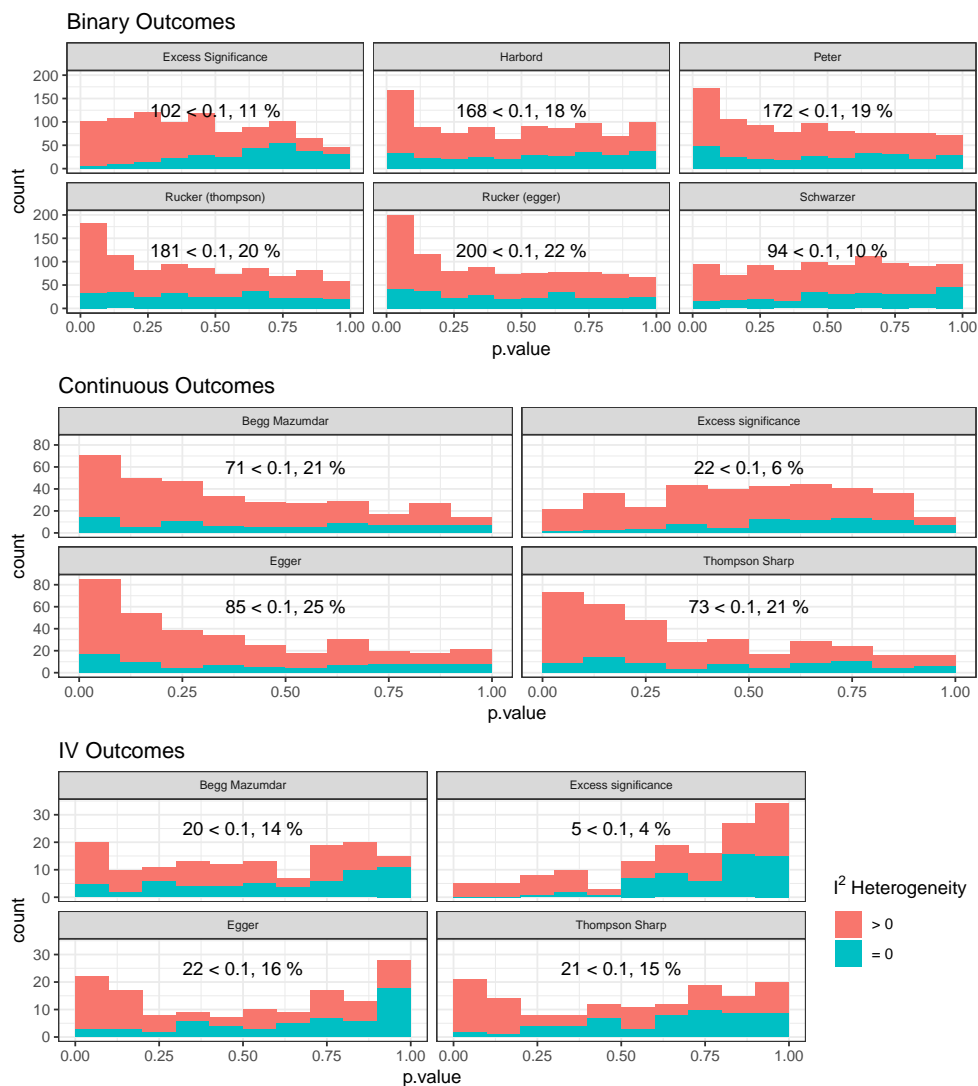 Binary Outcomes
Excess Significance
Harbord
Peter
200
150
100
50
0
102 < 0.1, 11 %
168 < 0.1, 18 %
172 < 0.1, 19 %
count
Rucker (thompson)
Rucker (egger)
Schwarzer
200
150
100
50
0
181 < 0.1, 20 %
200 < 0.1, 22 %
94 < 0.1, 10 %
0.00 0.25 0.50 0.75 1.00
0.00 0.25 0.50 0.75 1.00
0.00 0.25 0.50 0.75 1.00
p.value
Continuous Outcomes
Begg Mazumdar
Excess significance
80
60
40
20
0
71 < 0.1, 21 %
22 < 0.1, 6 %
count
Egger
Thompson Sharp
80
60
40
20
0
85 < 0.1, 25 %
73 < 0.1, 21 %
0.00 0.25 0.50 0.75 1.00
0.00 0.25 0.50 0.75 1.00
p.value
IV Outcomes
Begg Mazumdar
Excess significance
30
20
10
0
20 < 0.1, 14 %
5 < 0.1, 4 %
count
Egger
Thompson Sharp
30
20
10
0
22 < 0.1, 16 %
21 < 0.1, 15 %
0.00 0.25 0.50 0.75 1.00
0.00 0.25 0.50 0.75 1.00
p.value
I² Heterogeneity
> 0
= 0